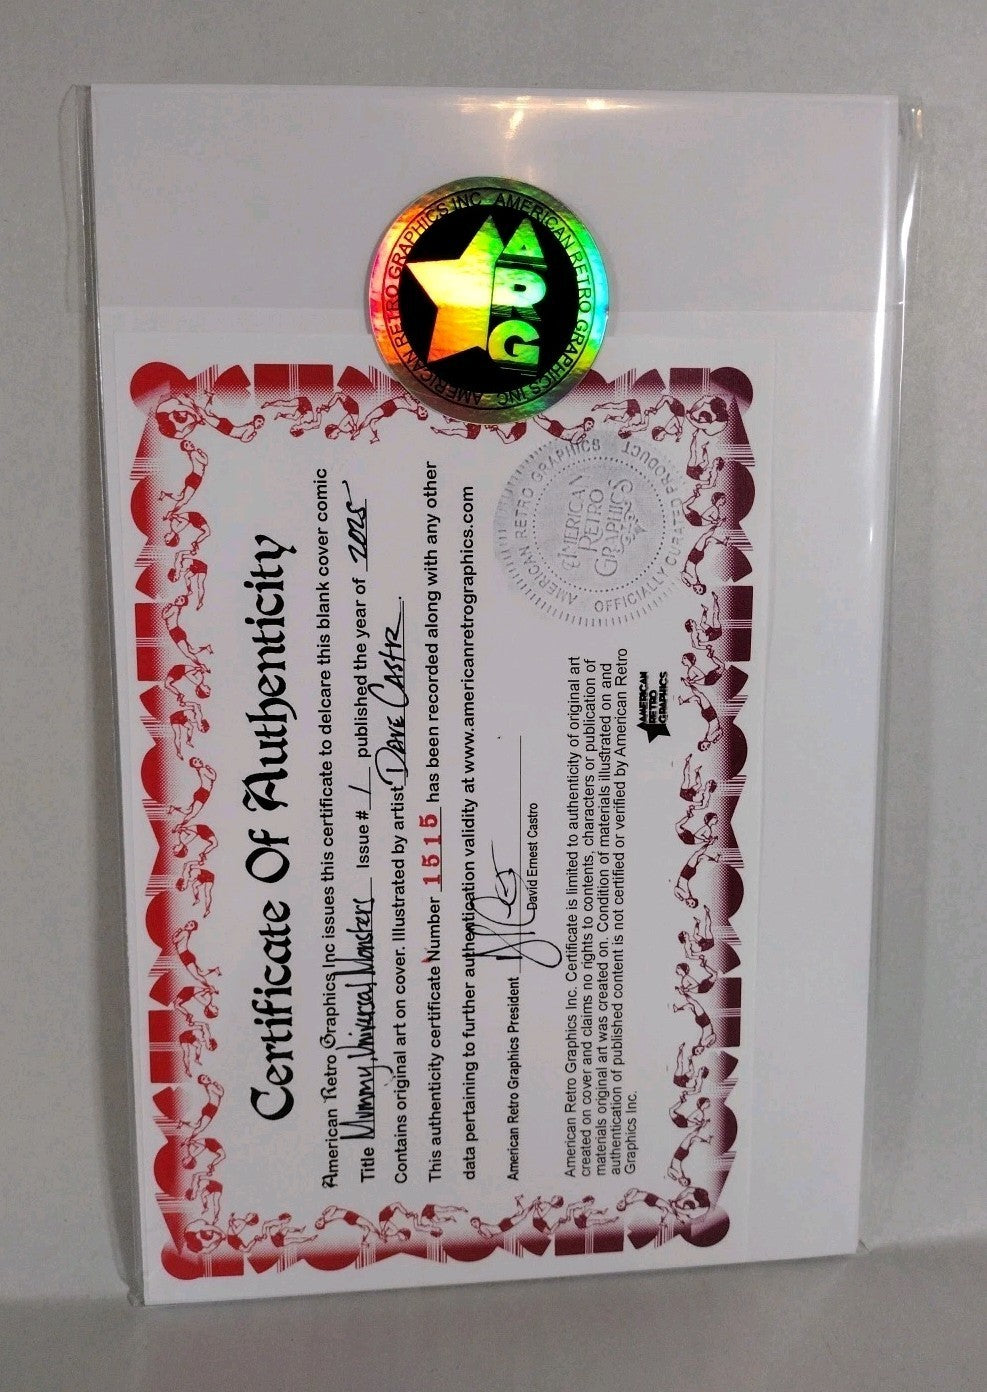 AMERICAN RETRO GRAPHICS INC AMERICAN RETRO GRAPHICS INC
ARG
Certificate Of Authenticity
American Retro Graphics Inc issues this certificate to delcare this blank cover comic
Title Mummy, Universal Monsters Issue # 1 published the year of 2025
Contains original art on cover. Illustrated by artist Dave Castr.
This authenticity certificate Number 1515 has been recorded along with any other
data pertaining to further authentication validity at www.americanretrographics.com
American Retro Graphics President
David Ernest Castro
American Retro Graphics Inc. Certificate is limited to authenticity of original art
created on cover and claims no rights to contents, characters or publication of
materials original art was created on. Condition of materials illustrated on and
authentication of published content is not certified or verified by American Retro
Graphics Inc.
AMERICAN
RETRO
GRAPHICS
AMERICAN RETRO GRAPHICS
OFFICIALLY CURATED PRODUCT
AMERICAN
RETRO
GRAPHICS